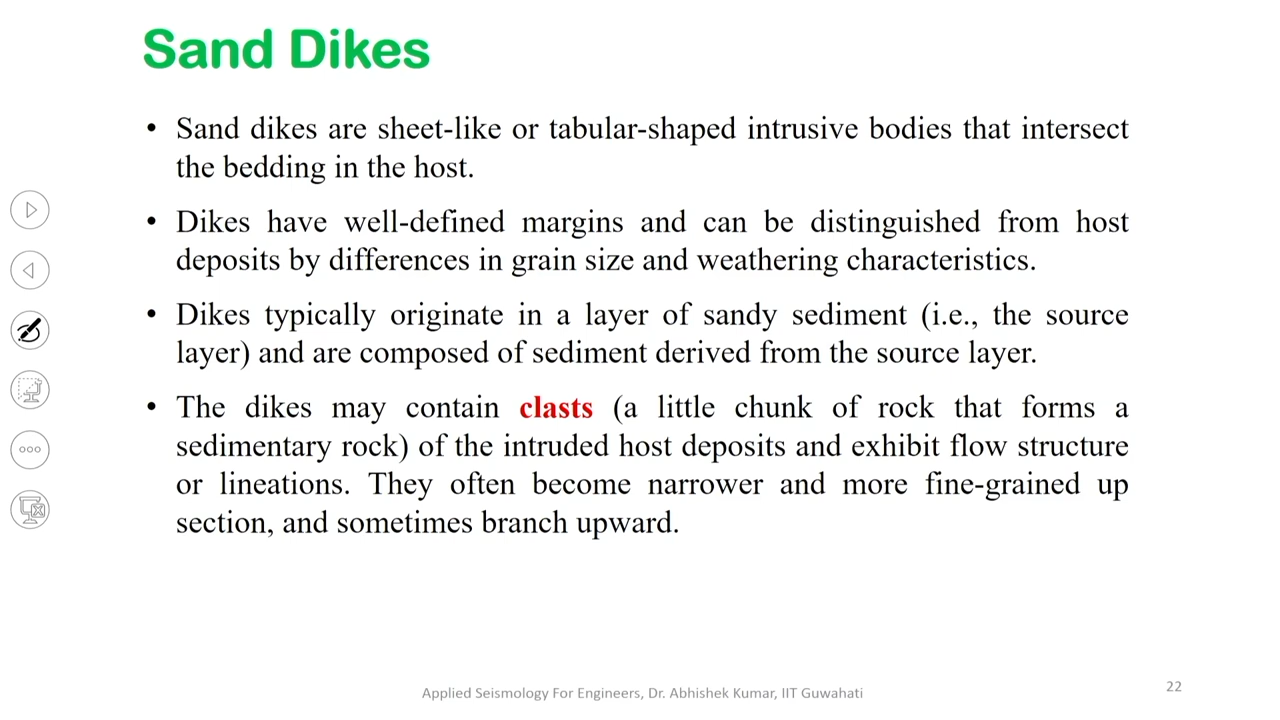 Sand Dikes
• Sand dikes are sheet-like or tabular-shaped intrusive bodies that intersect
the bedding in the host.
• Dikes have well-defined margins and can be distinguished from host
deposits by differences in grain size and weathering characteristics.
• Dikes typically originate in a layer of sandy sediment (i.e., the source
layer) and are composed of sediment derived from the source layer.
• The dikes may contain clasts (a little chunk of rock that forms a
sedimentary rock) of the intruded host deposits and exhibit flow structure
or lineations. They often become narrower and more fine-grained up
section, and sometimes branch upward.
Applied Seismology For Engineers, Dr. Abhishek Kumar, IIT Guwahati
22